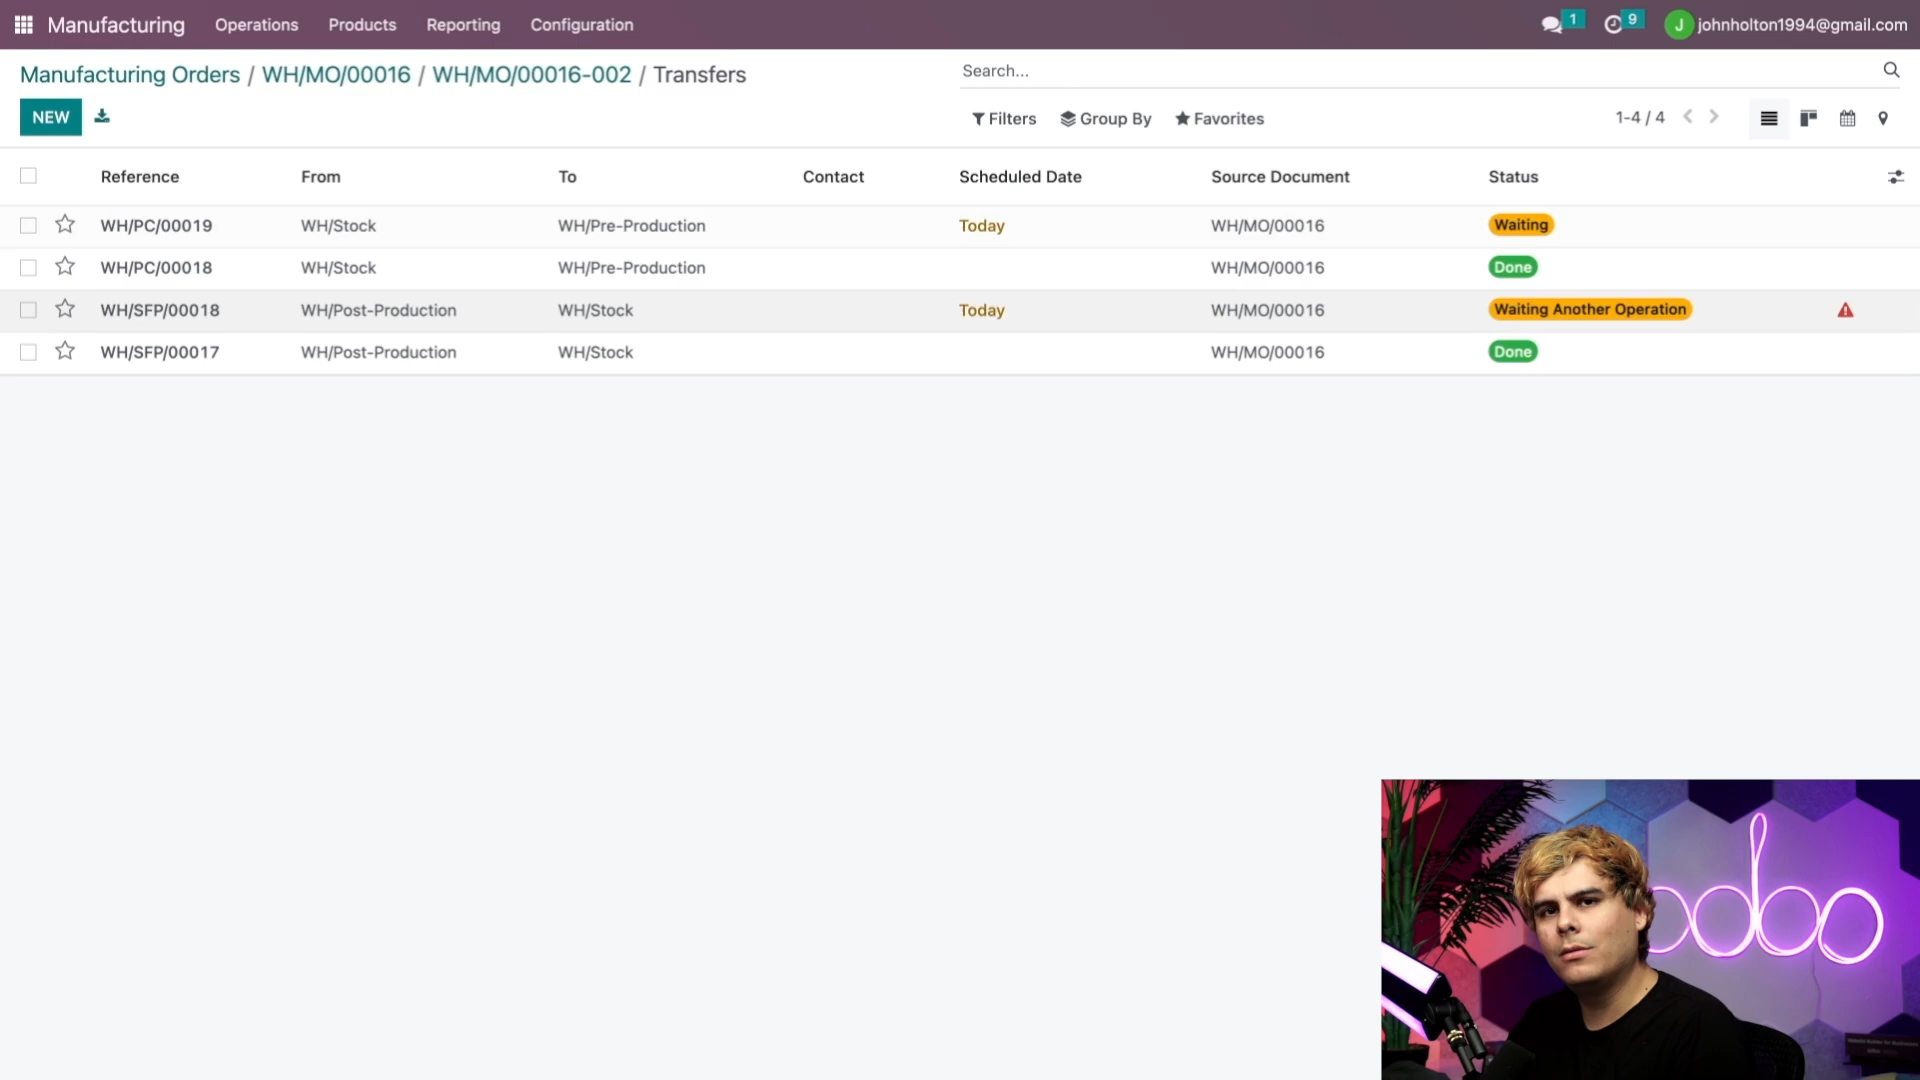 Manufacturing Operations Products Reporting Configuration 1 9 J johnholton1994@gmail.com
Manufacturing Orders / WH/MO/00016 / WH/MO/00016-002 / Transfers Search...
NEW Filters Group By Favorites 1-4 / 4
Reference From To Contact Scheduled Date Source Document Status
WH/PC/00019 WH/Stock WH/Pre-Production Today WH/MO/00016 Waiting
WH/PC/00018 WH/Stock WH/Pre-Production WH/MO/00016 Done
WH/SFP/00018 WH/Post-Production WH/Stock Today WH/MO/00016 Waiting Another Operation
WH/SFP/00017 WH/Post-Production WH/Stock WH/MO/00016 Done
odoo